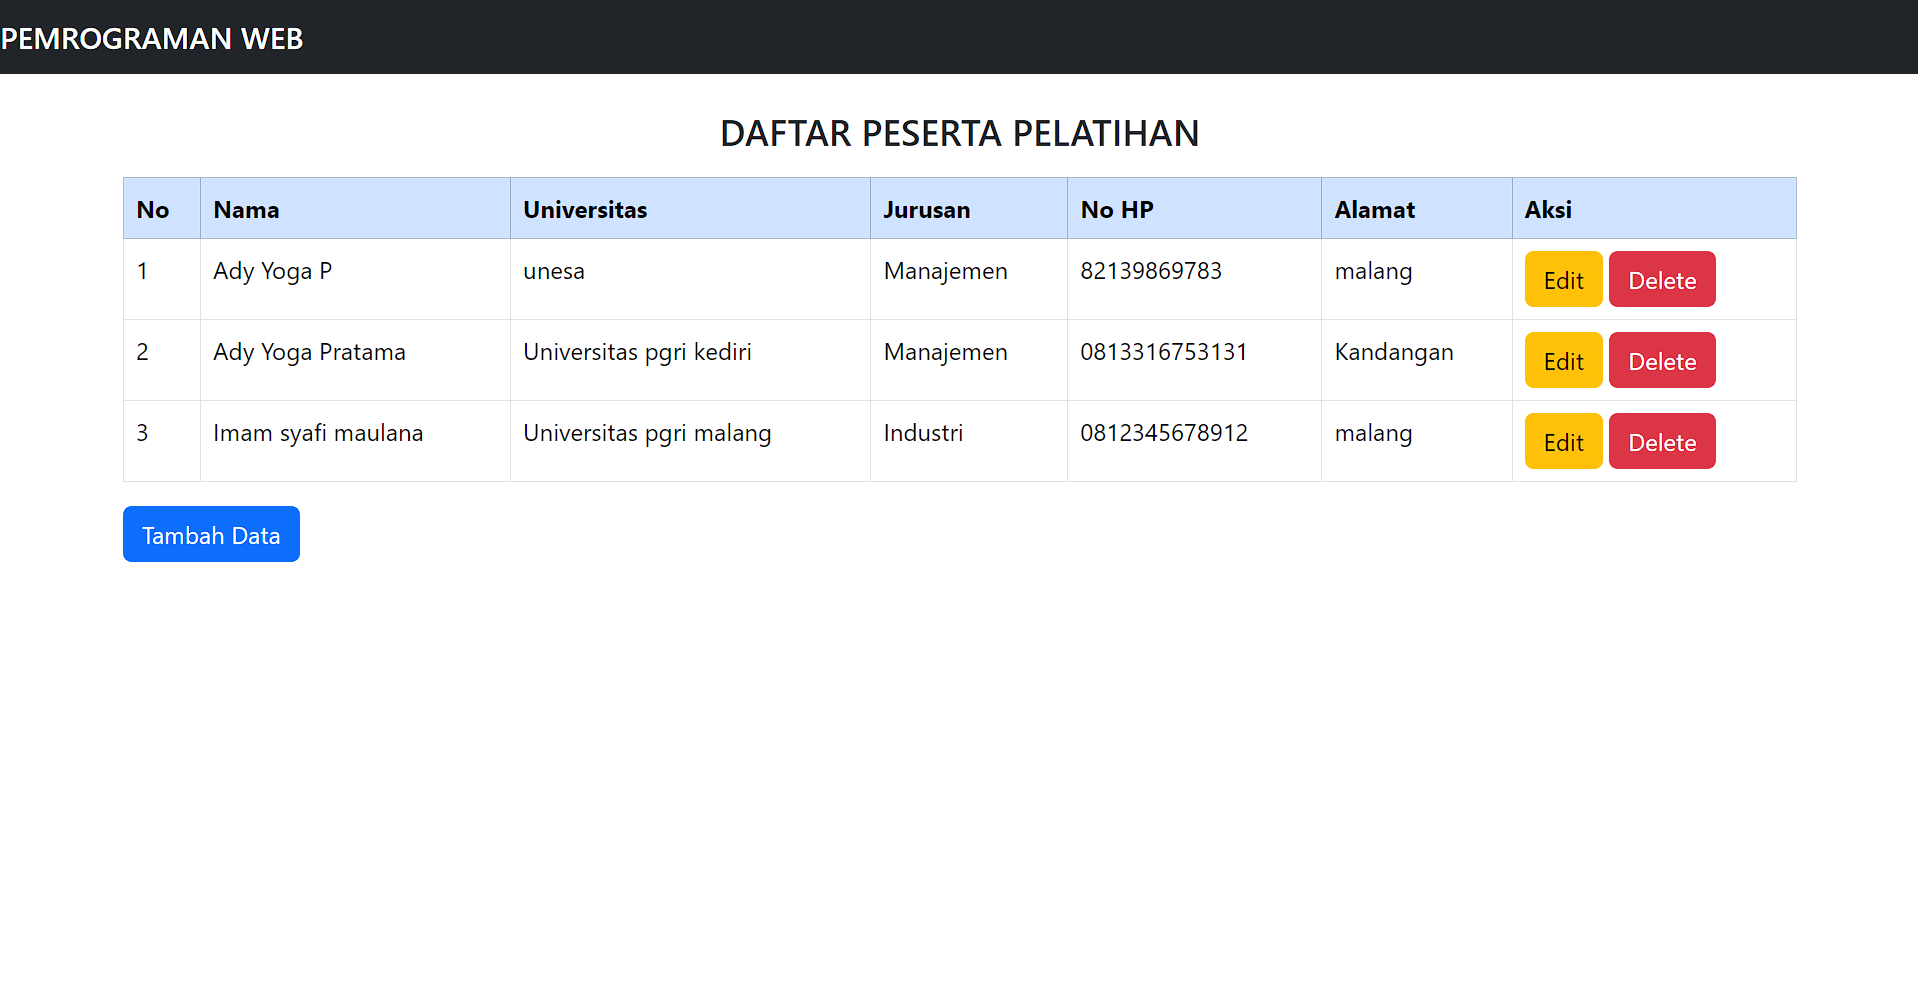 PEMROGRAMAN WEB
DAFTAR PESERTA PELATIHAN
No Nama Universitas Jurusan No HP Alamat Aksi
1 Ady Yoga P unesa Manajemen 82139869783 malang Edit Delete
2 Ady Yoga Pratama Universitas pgri kediri Manajemen 0813316753131 Kandangan Edit Delete
3 Imam syafi maulana Universitas pgri malang Industri 0812345678912 malang Edit Delete
Tambah Data